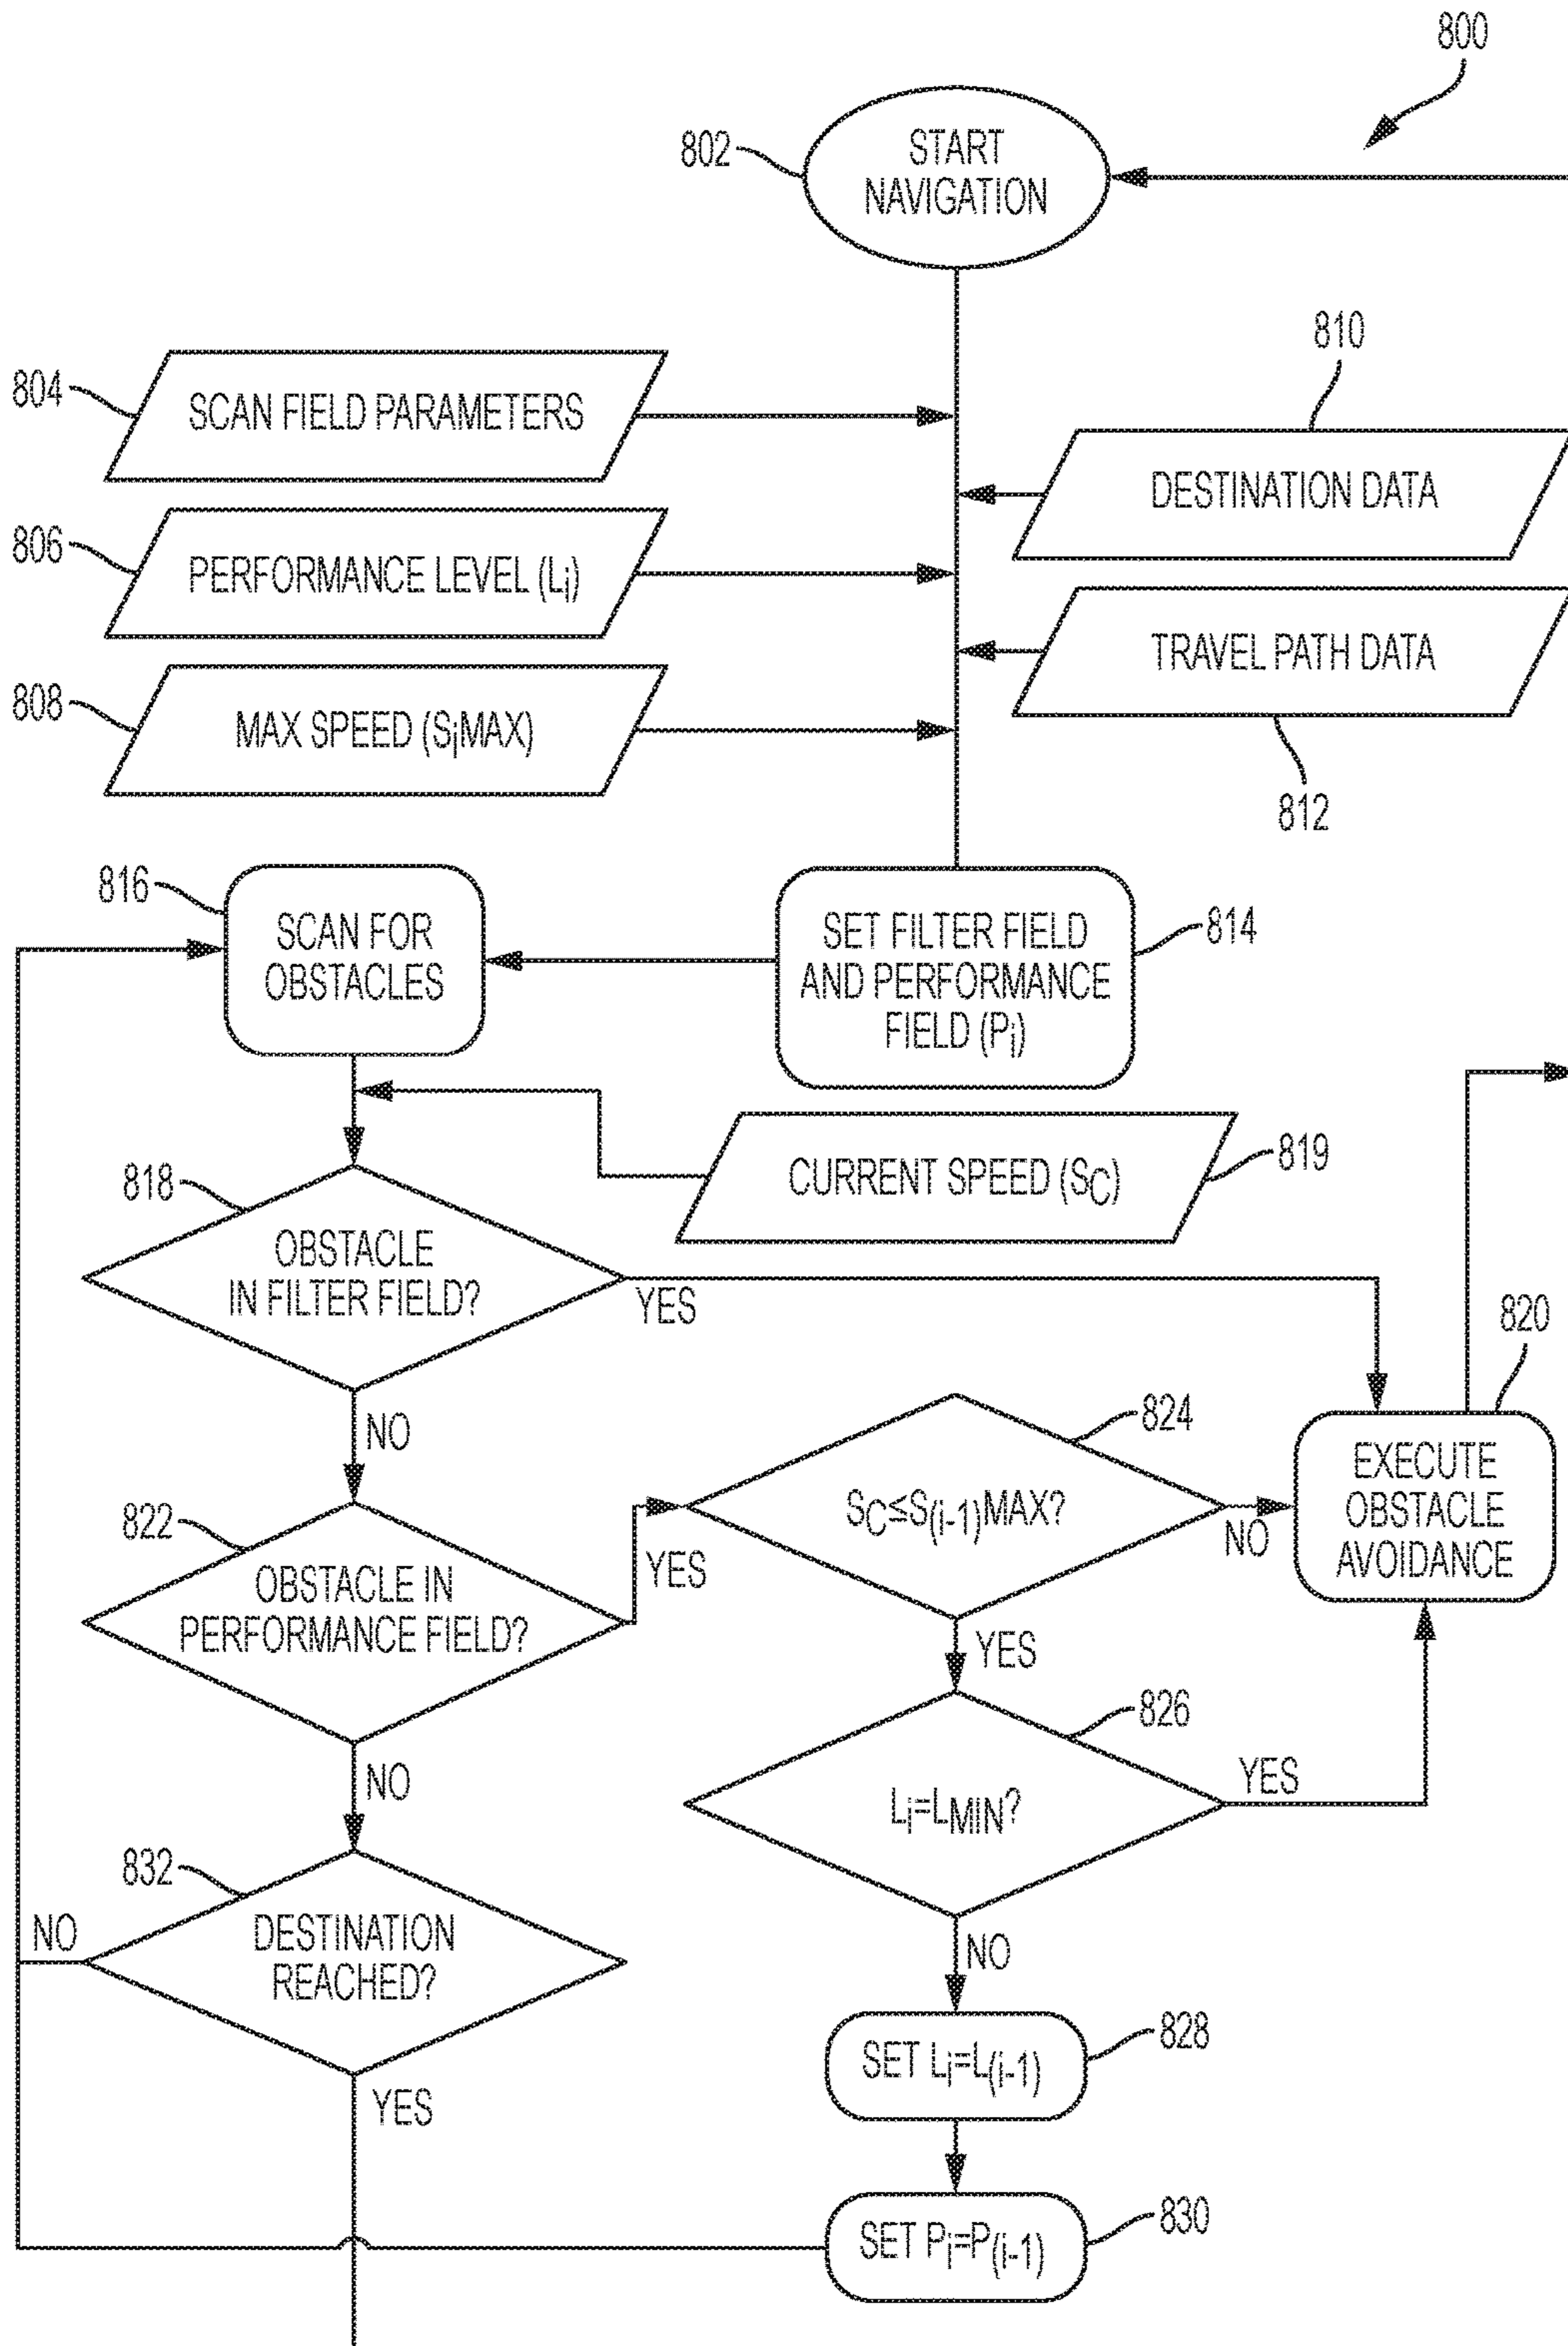 800
802
START
NAVIGATION
810
804
SCAN FIELD PARAMETERS
DESTINATION DATA
806
PERFORMANCE LEVEL (Li)
TRAVEL PATH DATA
808
MAX SPEED (SiMAX)
812
816
SCAN FOR
OBSTACLES
SET FILTER FIELD
AND PERFORMANCE
FIELD (Pi)
814
CURRENT SPEED (SC)
819
818
OBSTACLE
IN FILTER FIELD?
YES
820
NO
824
EXECUTE
OBSTACLE
AVOIDANCE
822
SC≤S(i-1)MAX?
NO
YES
OBSTACLE IN
PERFORMANCE FIELD?
YES
826
NO
YES
Li=LMIN?
832
NO
DESTINATION
REACHED?
NO
828
SET Li=L(i-1)
YES
830
SET Pi=P(i-1)